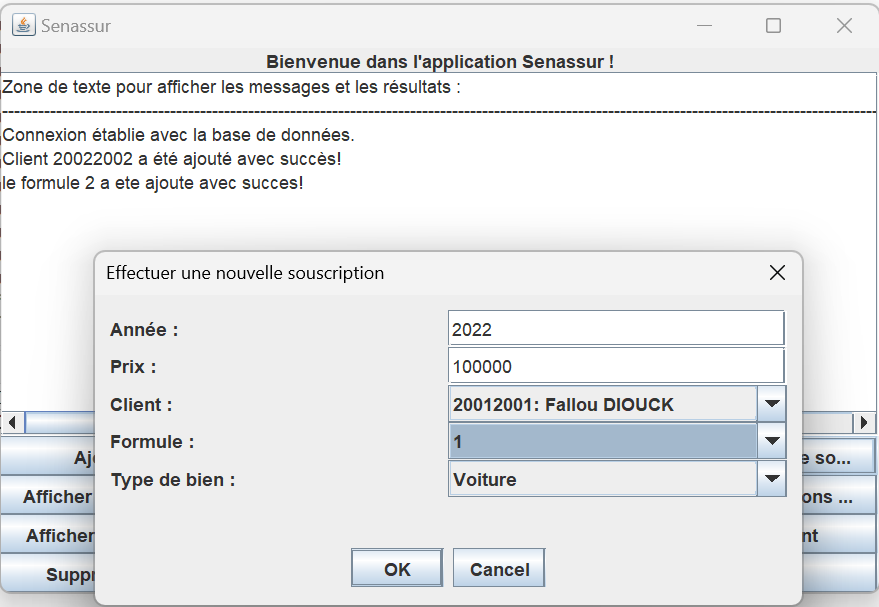 Senassur
Bienvenue dans l'application Senassur !
Zone de texte pour afficher les messages et les résultats :
Connexion établie avec la base de données.
Client 20022002 a été ajouté avec succès!
le formule 2 a ete ajoute avec succes!
Effectuer une nouvelle souscription
Année :
2022
Prix :
100000
Client :
20012001: Fallou DIOUCK
Formule :
1
Type de bien :
Voiture
OK
Cancel
e so...
Afficher
ons ...
Afficher
nt